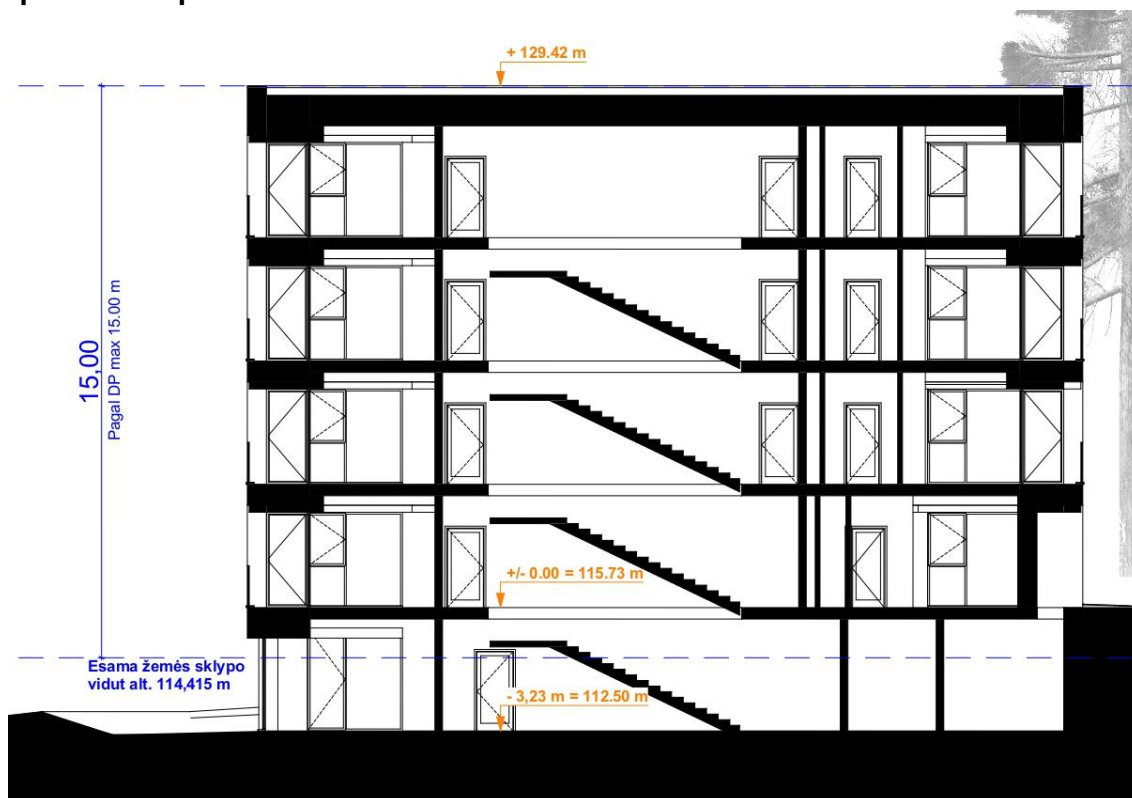 + 129.42 m
15,00
Pagal DP max 15.00 m
+/- 0.00 = 115.73 m
Esama žemės sklypo
vidut alt. 114,415 m
- 3,23 m = 112.50 m